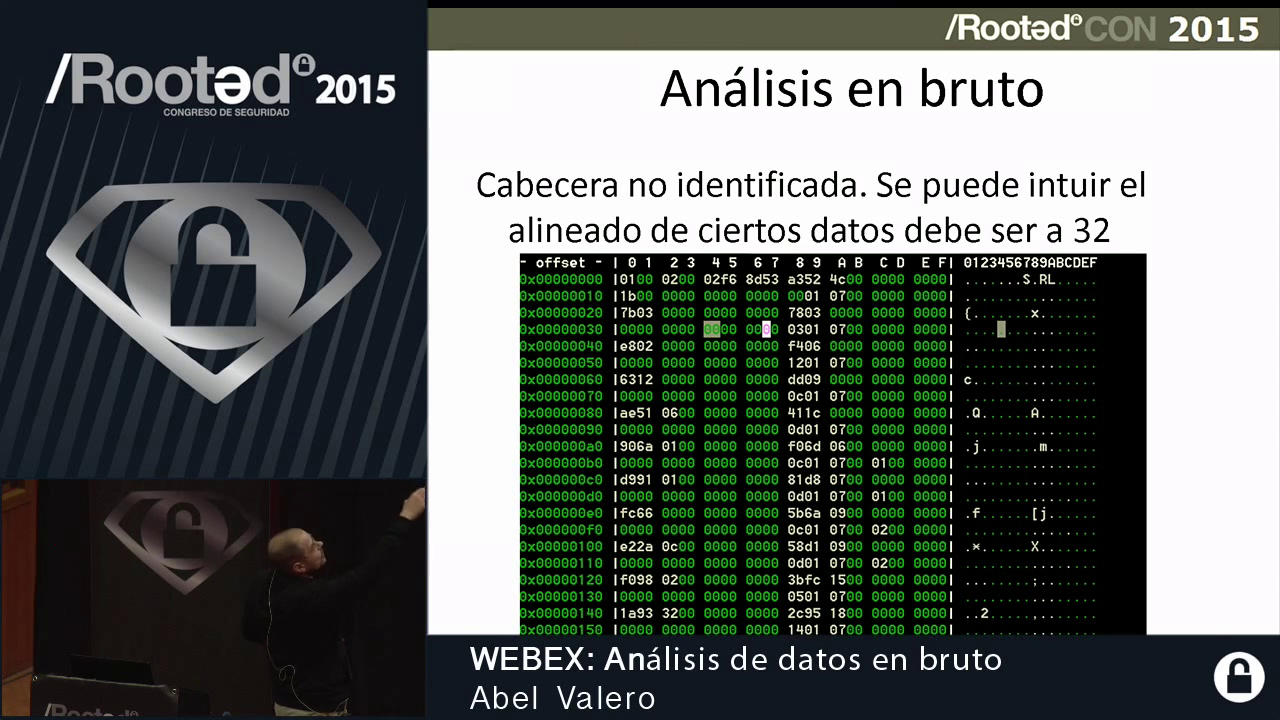 /Rooted 2015
CONGRESO DE SEGURIDAD
/Rooted CON 2015
Análisis en bruto
Cabecera no identificada. Se puede intuir el
alineado de ciertos datos debe ser a 32
- offset - | 0 1 2 3 4 5 6 7 8 9 A B C D E F| 0123456789ABCDEF
0x00000000 |0100 0200 02f6 8d53 a352 4c00 0000 0000| .......S.RL.....
0x00000010 |1b00 0000 0000 0000 0001 0700 0000 0000| ................
0x00000020 |7b03 0000 0000 0000 7803 0000 0000 0000| {.......x.......
0x00000030 |0000 0000 0000 0000 0301 0700 0000 0000| ................
0x00000040 |e802 0000 0000 0000 f406 0000 0000 0000| ................
0x00000050 |0000 0000 0000 0000 1201 0700 0000 0000| ................
0x00000060 |6312 0000 0000 0000 dd09 0000 0000 0000| c...............
0x00000070 |0000 0000 0000 0000 0c01 0700 0000 0000| ................
0x00000080 |ae51 0600 0000 0000 411c 0000 0000 0000| .Q......A.......
0x00000090 |0000 0000 0000 0000 0d01 0700 0000 0000| ................
0x000000a0 |906a 0100 0000 0000 f06d 0600 0000 0000| .j.......m......
0x000000b0 |0000 0000 0000 0000 0c01 0700 0100 0000| ................
0x000000c0 |d991 0100 0000 0000 81d8 0700 0000 0000| ................
0x000000d0 |0000 0000 0000 0000 0d01 0700 0100 0000| ................
0x000000e0 |fc66 0000 0000 0000 5b6a 0900 0000 0000| .f......[j......
0x000000f0 |0000 0000 0000 0000 0c01 0700 0200 0000| ................
0x00000100 |e22a 0c00 0000 0000 58d1 0900 0000 0000| .*......X.......
0x00000110 |0000 0000 0000 0000 0d01 0700 0200 0000| ................
0x00000120 |f098 0200 0000 0000 3bfc 1500 0000 0000| ........;.......
0x00000130 |0000 0000 0000 0000 0501 0700 0000 0000| ................
0x00000140 |1a93 3200 0000 0000 2c95 1800 0000 0000| ..2.....,.......
0x00000150 |0000 0000 0000 0000 1401 0700 0000 0000| ................
WEBEX: Análisis de datos en bruto
Abel Valero
/Rooted